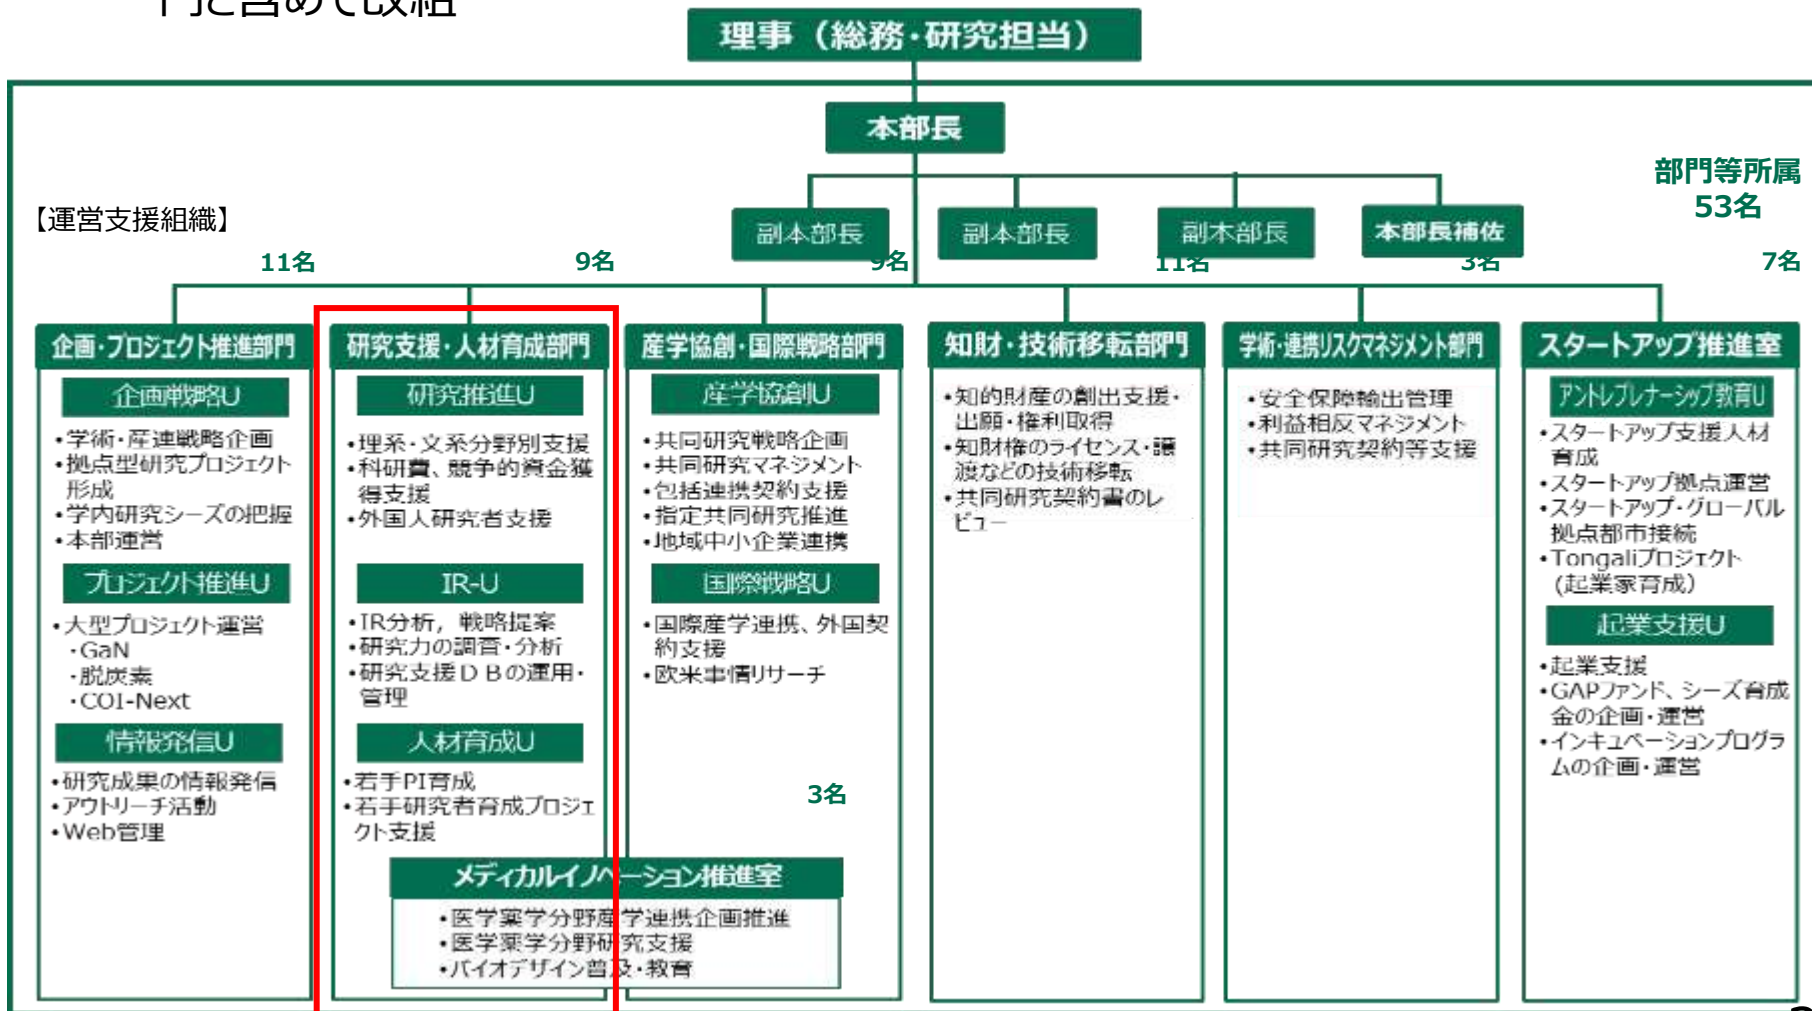 門と含めて改組
理事（総務・研究担当）
本部長
部門等所属
53名
【運営支援組織】
副本部長
副本部長
副本部長
本部長補佐
11名
9名
9名
11名
3名
7名
企画・プロジェクト推進部門
企画戦略U
・学術・産連戦略企画
・拠点型研究プロジェクト
形成
・学内研究シーズの把握
・本部運営
プロジェクト推進U
・大型プロジェクト運営
・GaN
・脱炭素
・COI-Next
情報発信U
・研究成果の情報発信
・アウトリーチ活動
・Web管理
研究支援・人材育成部門
研究推進U
・理系・文系分野別支援
・科研費、競争的資金獲
得支援
・外国人研究者支援
IR-U
・IR分析，戦略提案
・研究力の調査・分析
・研究支援ＤＢの運用・
管理
人材育成U
・若手PI育成
・若手研究者育成プロジェ
クト支援
産学協創・国際戦略部門
産学協創U
・共同研究戦略企画
・共同研究マネジメント
・包括連携契約支援
・指定共同研究推進
・地域中小企業連携
国際戦略U
・国際産学連携、外国契
約支援
・欧米事情リサーチ
3名
メディカルイノベーション推進室
・医学薬学分野産学連携企画推進
・医学薬学分野研究支援
・バイオデザイン普及・教育
知財・技術移転部門
・知的財産の創出支援・
出願・権利取得
・知財権のライセンス・譲
渡などの技術移転
・共同研究契約書のレ
ビュー
学術・連携リスクマネジメント部門
・安全保障輸出管理
・利益相反マネジメント
・共同研究契約等支援
スタートアップ推進室
アントレプレナーシップ教育U
・スタートアップ支援人材
育成
・スタートアップ拠点運営
・スタートアップ・グローバル
拠点都市接続
・Tongaliプロジェクト
(起業家育成)
起業支援U
・起業支援
・GAPファンド、シーズ育成
金の企画・運営
・インキュベーションプログラ
ムの企画・運営